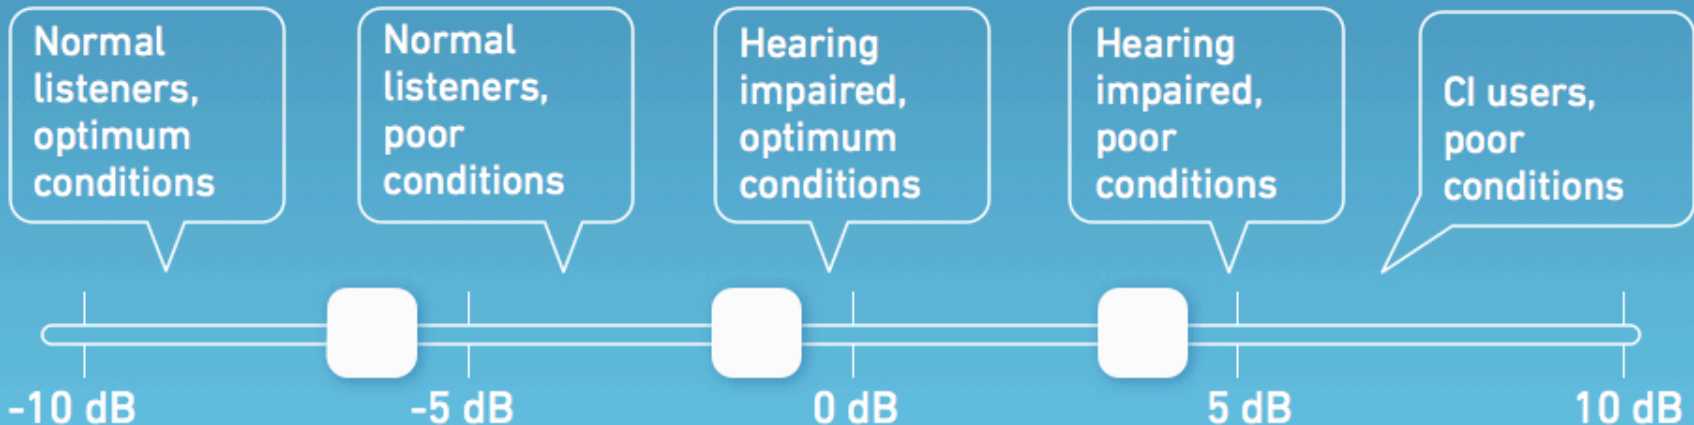 Normal
listeners,
optimum
conditions
Normal
listeners,
poor
conditions
Hearing
impaired,
optimum
conditions
Hearing
impaired,
poor
conditions
CI users,
poor
conditions
-10 dB
-5 dB
0 dB
5 dB
10 dB